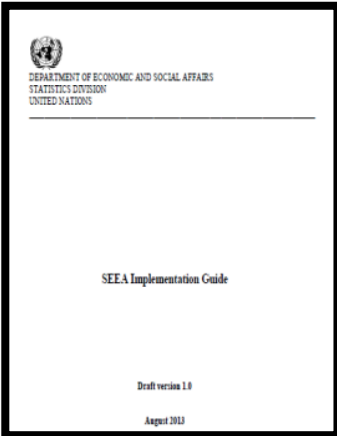 DEPARTMENT OF ECONOMIC AND SOCIAL AFFAIRS
STATISTICS DIVISION
UNITED NATIONS
SEEA Implementation Guide
Draft version 1.0
August 2013